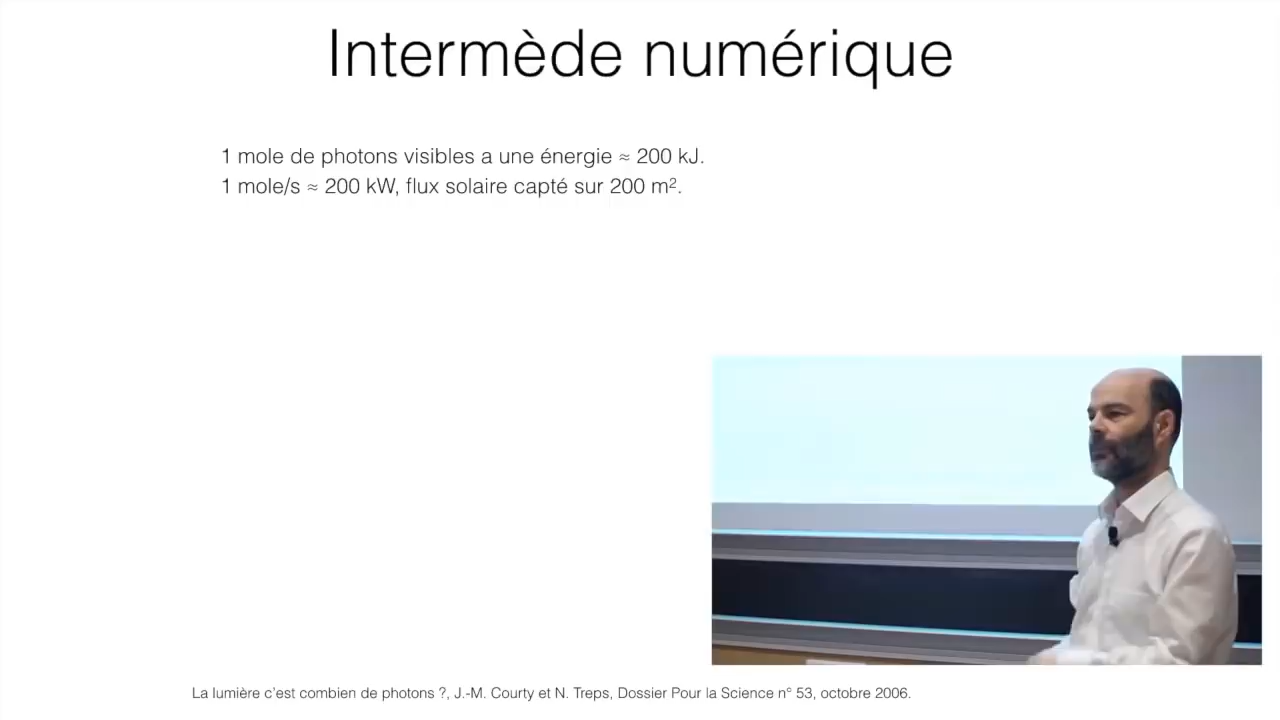 Intermède numérique
1 mole de photons visibles a une énergie ≈ 200 kJ.
1 mole/s ≈ 200 kW, flux solaire capté sur 200 m².
La lumière c'est combien de photons ?, J.-M. Courty et N. Treps, Dossier Pour la Science n° 53, octobre 2006.